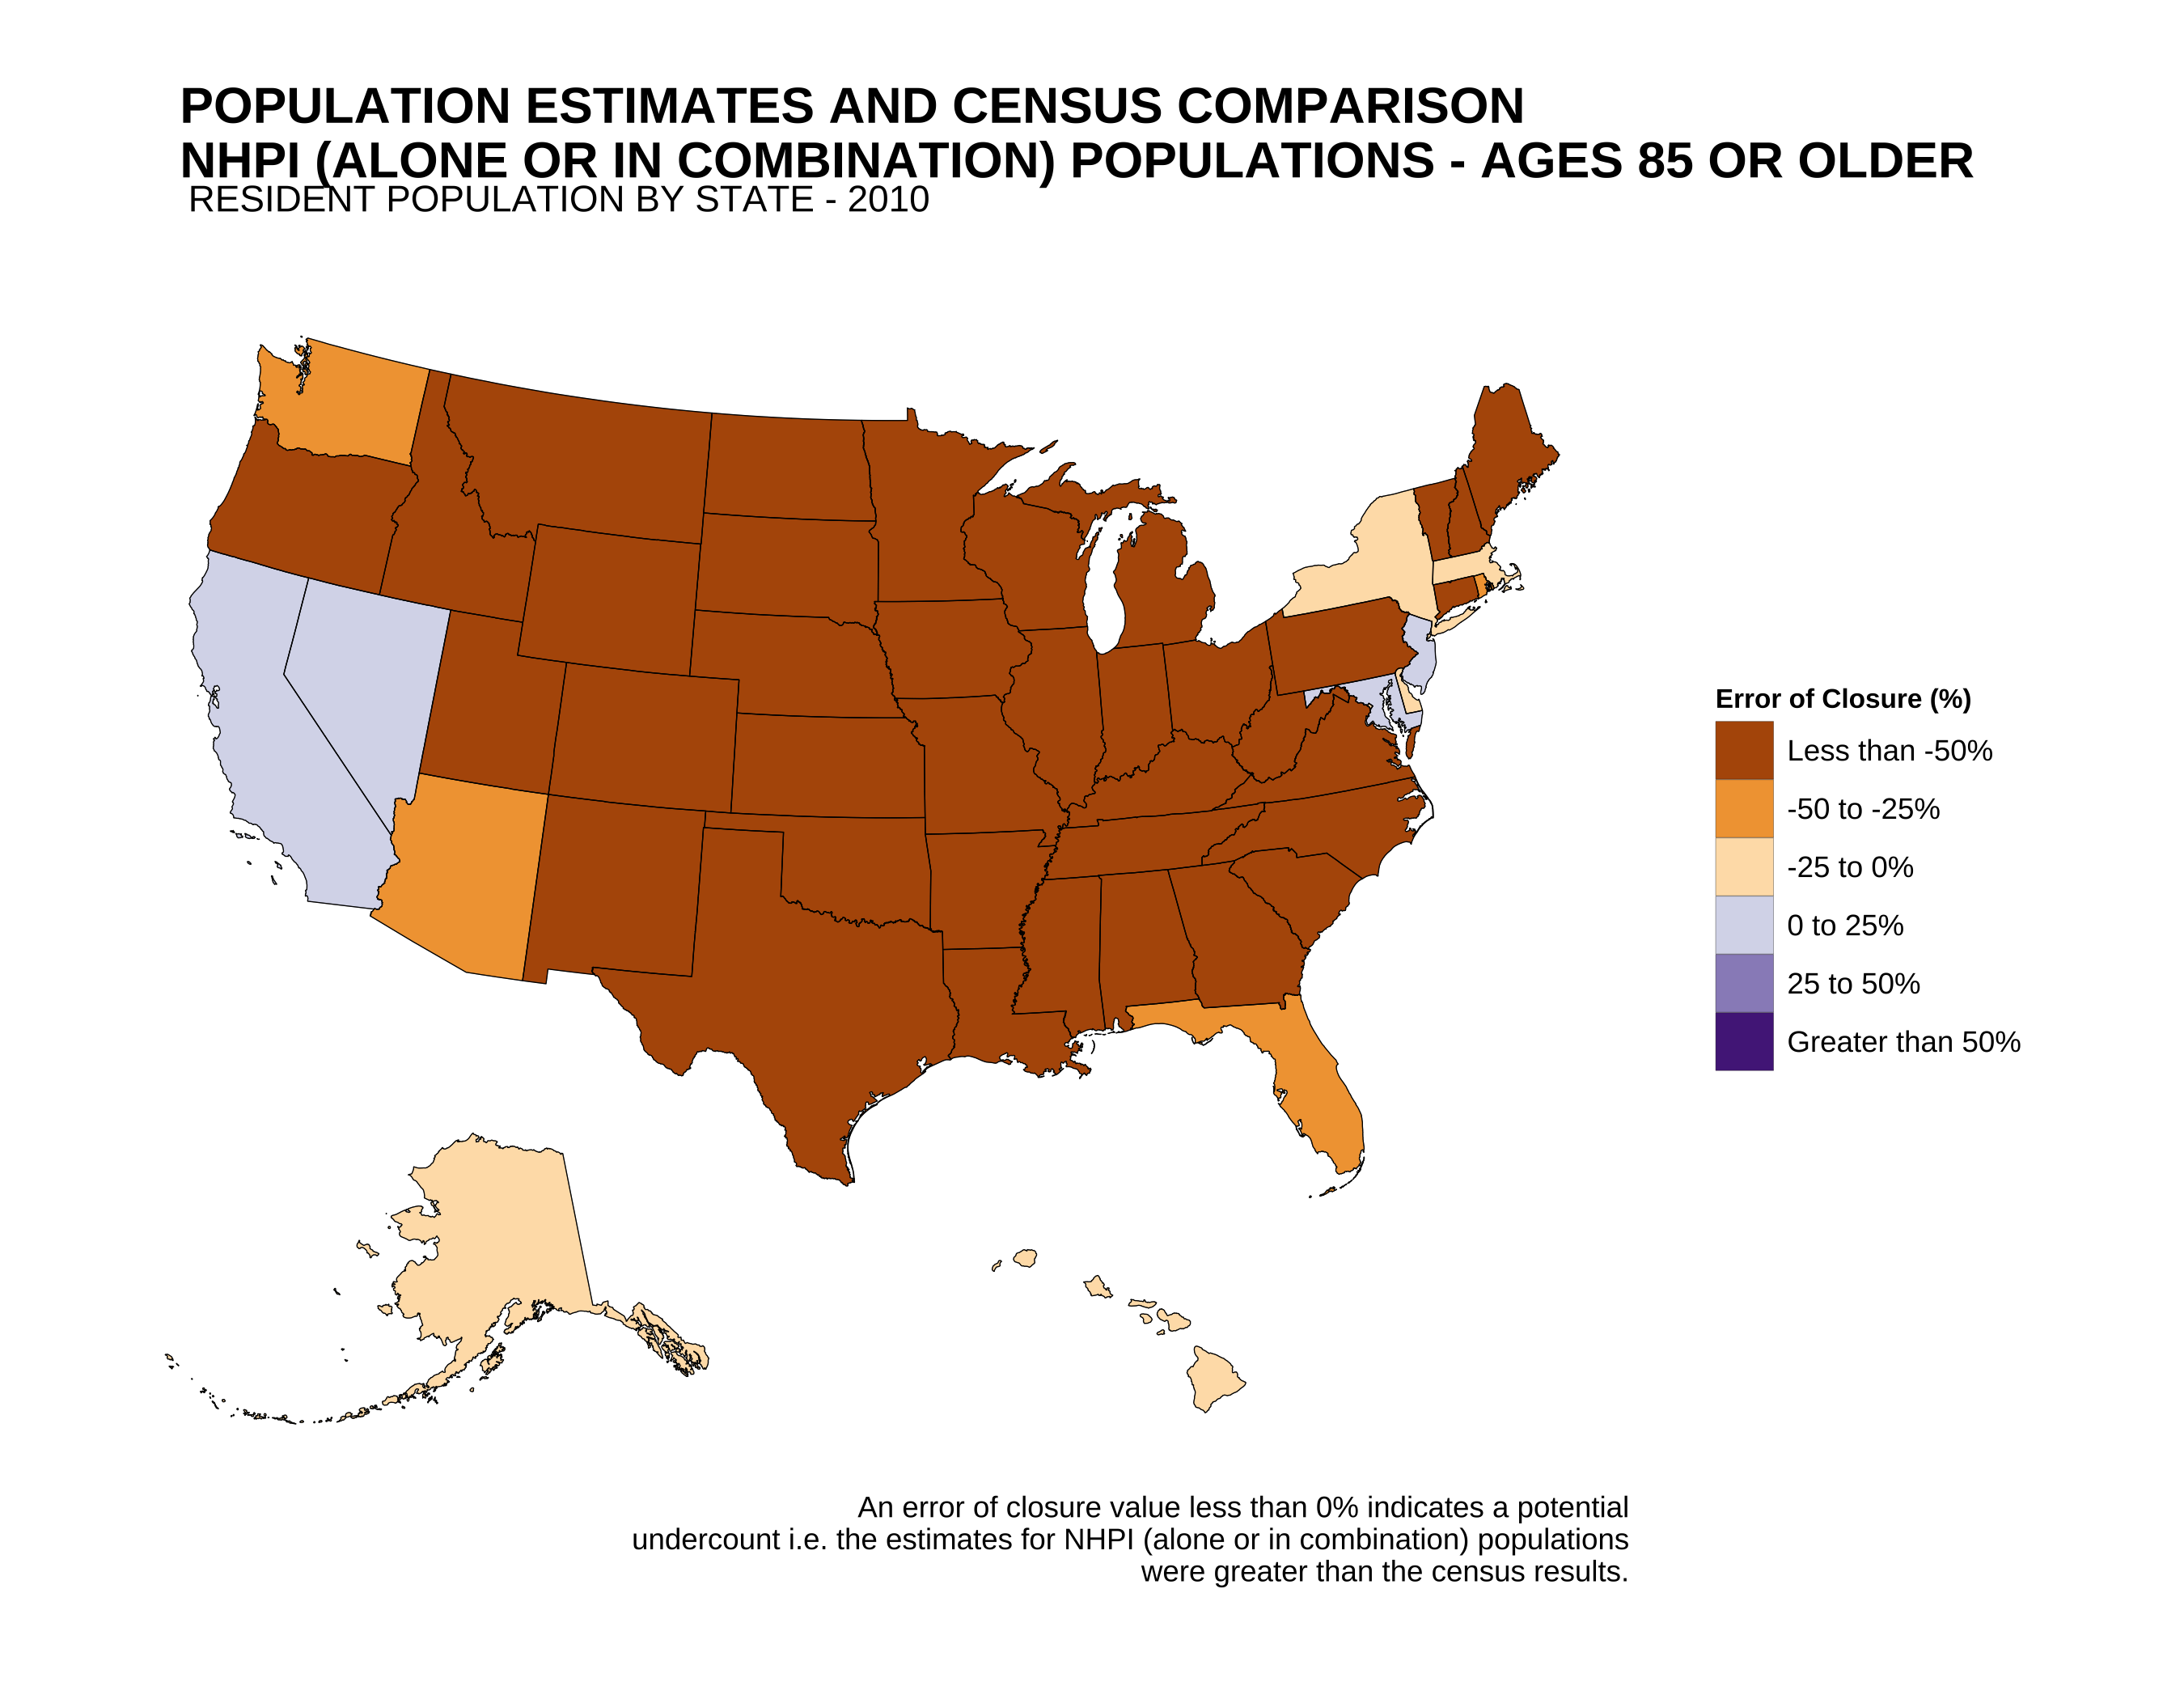 POPULATION ESTIMATES AND CENSUS COMPARISON
NHPI (ALONE OR IN COMBINATION) POPULATIONS - AGES 85 OR OLDER
RESIDENT POPULATION BY STATE - 2010
Error of Closure (%)
Less than -50%
-50 to -25%
-25 to 0%
0 to 25%
25 to 50%
Greater than 50%
An error of closure value less than 0% indicates a potential
undercount i.e. the estimates for NHPI (alone or in combination) populations
were greater than the census results.